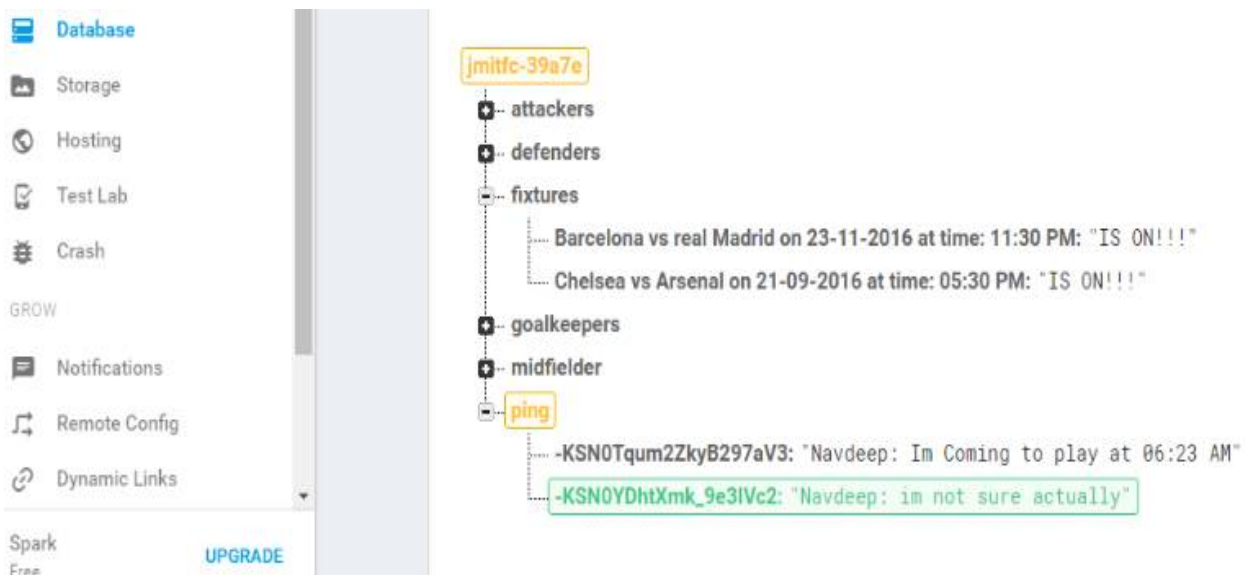 Database
Storage
Hosting
Test Lab
Crash
GROW
Notifications
Remote Config
Dynamic Links
Spark
Free
UPGRADE
jmitfc-39a7e
attackers
defenders
fixtures
Barcelona vs real Madrid on 23-11-2016 at time: 11:30 PM: "IS ON!!!"
Chelsea vs Arsenal on 21-09-2016 at time: 05:30 PM: "IS ON!!!"
goalkeepers
midfielder
ping
-KSN0Tqum2ZkyB297aV3: "Navdeep: Im Coming to play at 06:23 AM"
-KSN0YDhtXmk_9e3IVc2: "Navdeep: im not sure actually"